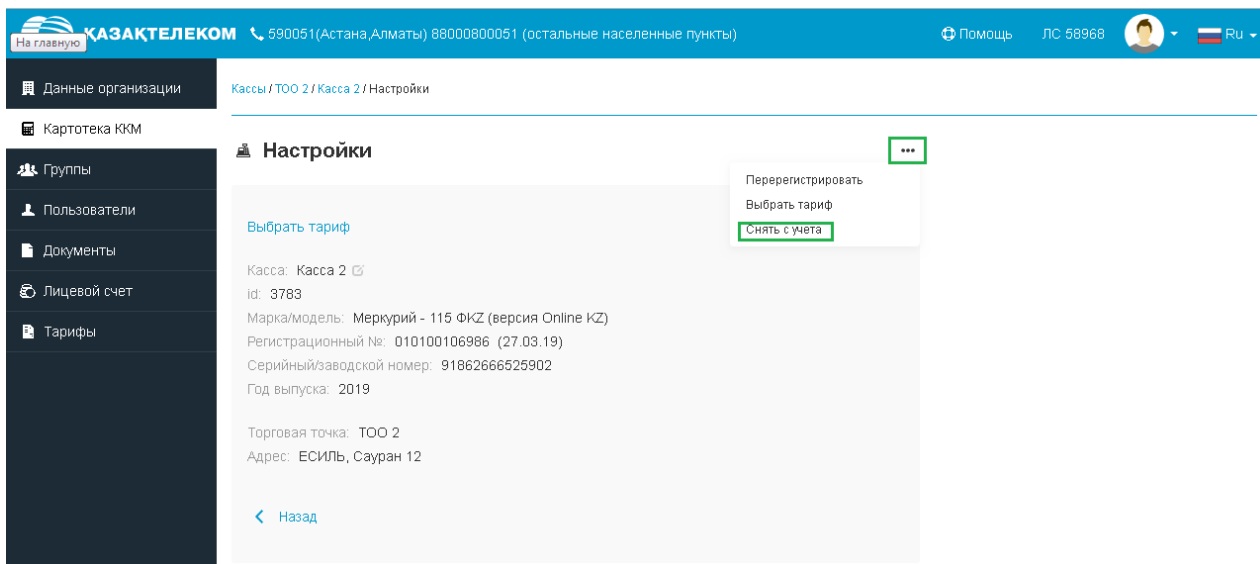 На главную
ҚАЗАҚТЕЛЕКОМ 590051(Астана,Алматы) 88000800051 (остальные населенные пункты) Помощь ЛС 58968 Ru
Данные организации
Картотека ККМ
Группы
Пользователи
Документы
Лицевой счет
Тарифы
Кассы / ТОО 2 / Касса 2 / Настройки
Настройки
Перерегистрировать
Выбрать тариф
Снять с учета
Выбрать тариф
Касса: Касса 2
id: 3783
Марка/модель: Меркурий - 115 ФKZ (версия Online KZ)
Регистрационный №: 010100106986 (27.03.19)
Серийный/заводской номер: 91862666525902
Год выпуска: 2019
Торговая точка: ТОО 2
Адрес: ЕСИЛЬ, Сауран 12
Назад